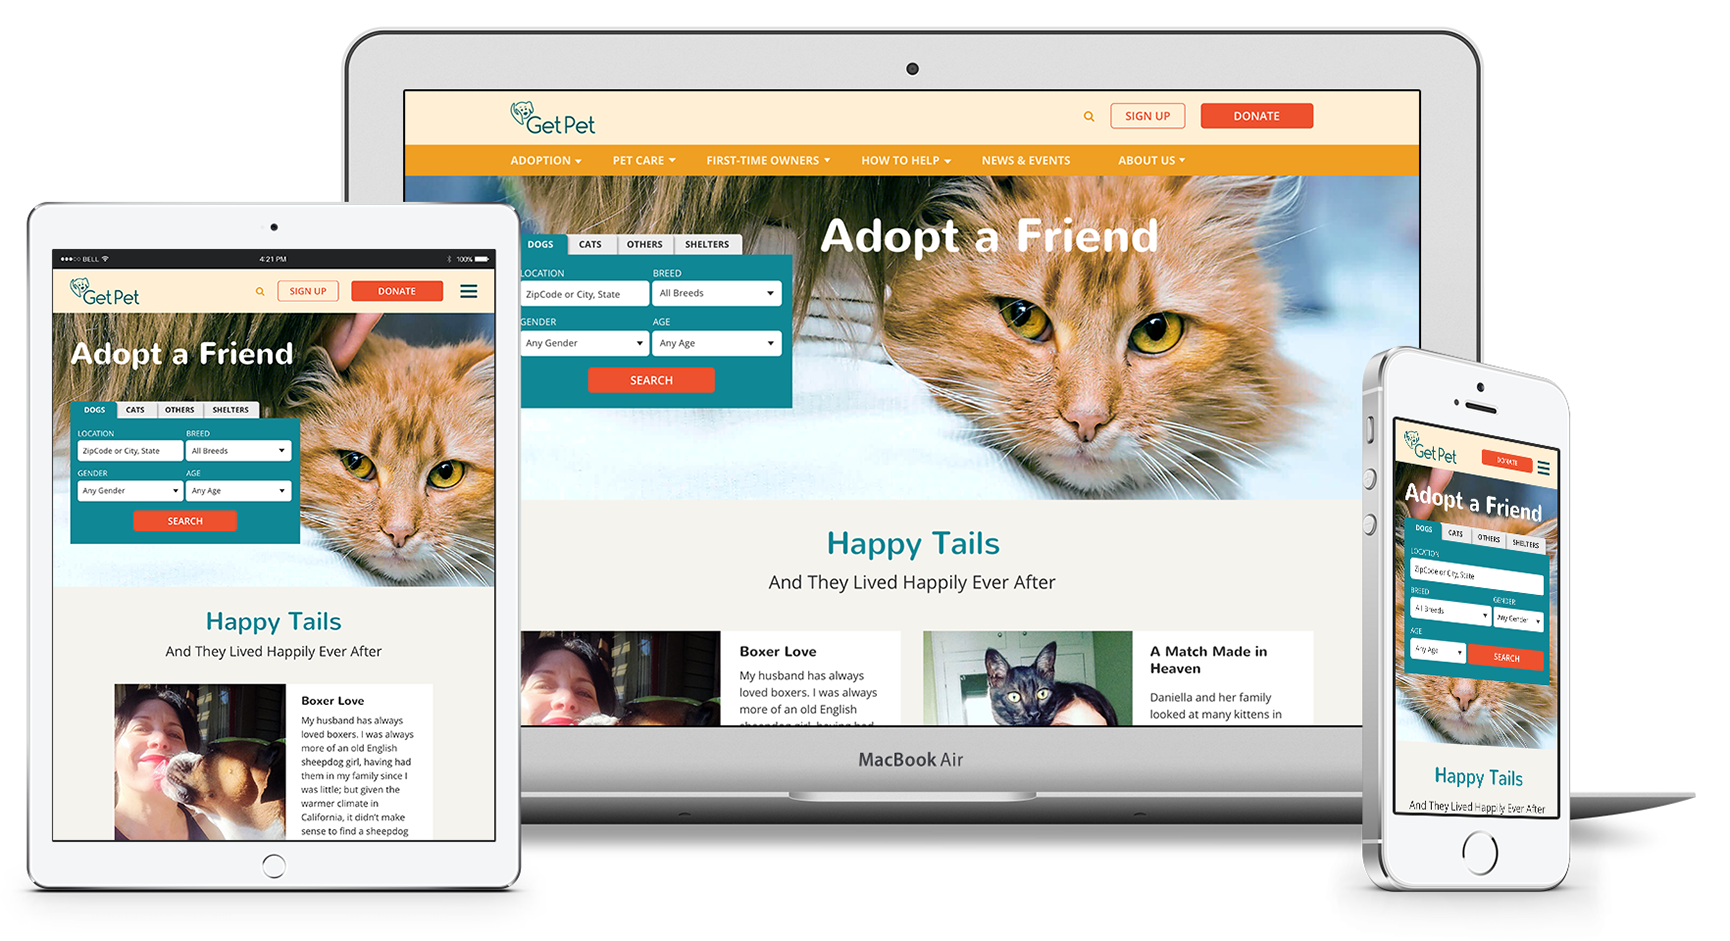 GetPet
SIGN UP
DONATE
ADOPTION
PET CARE
FIRST-TIME OWNERS
HOW TO HELP
NEWS & EVENTS
ABOUT US
Adopt a Friend
DOGS
CATS
OTHERS
SHELTERS
LOCATION
BREED
ZipCode or City, State
All Breeds
GENDER
AGE
Any Gender
Any Age
SEARCH
Happy Tails
And They Lived Happily Ever After
Boxer Love
My husband has always
loved boxers. I was always
more of an old English
sheepdog girl, having had
A Match Made in
Heaven
Daniella and her family
looked at many kittens in
MacBook Air
BELL
4:21 PM
100%
GetPet
SIGN UP
DONATE
Adopt a Friend
DOGS
CATS
OTHERS
SHELTERS
LOCATION
BREED
ZipCode or City, State
All Breeds
GENDER
AGE
Any Gender
Any Age
SEARCH
Happy Tails
And They Lived Happily Ever After
Boxer Love
My husband has always
loved boxers. I was always
more of an old English
sheepdog girl, having had
them in my family since I
was little; but given the
warmer climate in
California, it didn't make
sense to find a sheepdog
GetPet
DONATE
Adopt a Friend
DOGS
CATS
OTHERS
SHELTERS
LOCATION
ZipCode or City, State
BREED
GENDER
All Breeds
Any Gender
AGE
Any Age
SEARCH
Happy Tails
And They Lived Happily Ever After